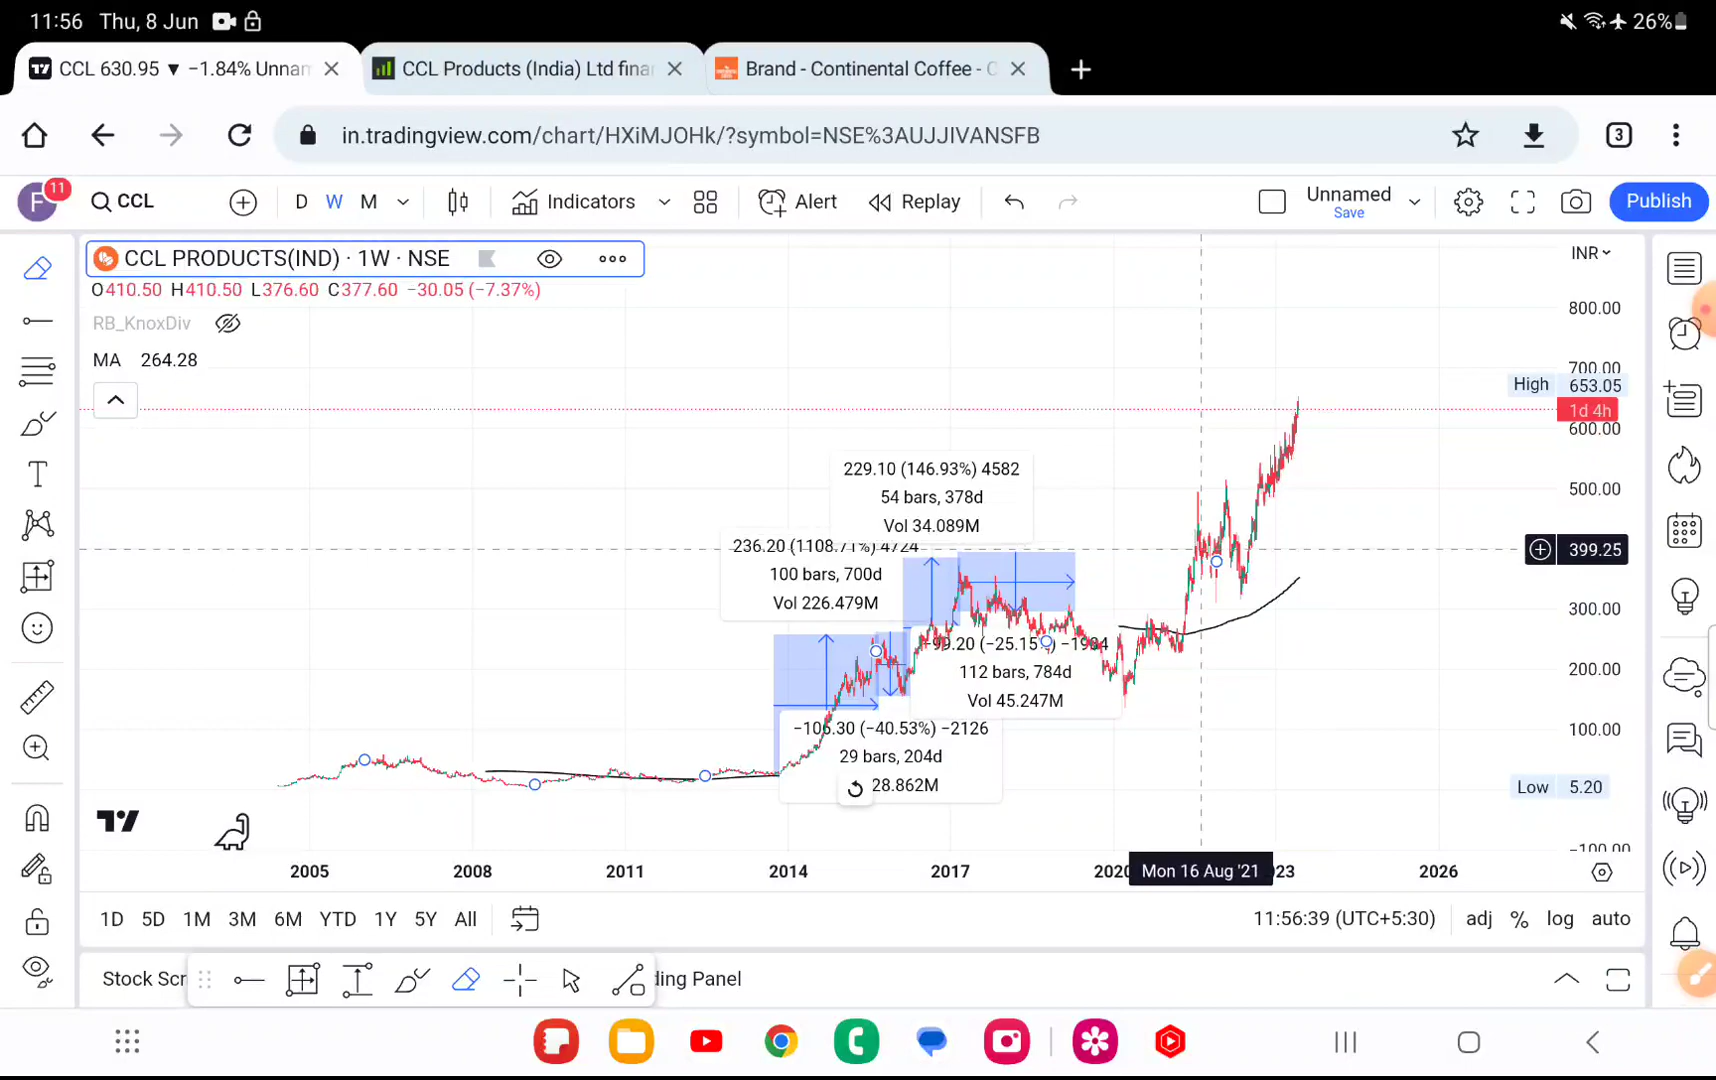 11:56 Thu, 8 Jun
26%
CCL 630.95 ▼ −1.84% Unnam
CCL Products (India) Ltd finan
Brand - Continental Coffee - C
in.tradingview.com/chart/HXiMJOHk/?symbol=NSE%3AUJJIVANSFB
3
F
11
CCL
D W M
Indicators
Alert
Replay
Unnamed
Save
Publish
CCL PRODUCTS(IND) · 1W · NSE
INR
O410.50 H410.50 L376.60 C377.60 −30.05 (−7.37%)
RB_KnoxDiv
MA 264.28
800.00
700.00
High 653.05
1d 4h
600.00
500.00
399.25
300.00
200.00
100.00
Low 5.20
−100.00
229.10 (146.93%) 4582
54 bars, 378d
Vol 34.089M
236.20 (1108.71%) 4724
100 bars, 700d
Vol 226.479M
−99.20 (−25.15%) −1984
112 bars, 784d
Vol 45.247M
−106.30 (−40.53%) −2126
29 bars, 204d
28.862M
2005 2008 2011 2014 2017 2020 Mon 16 Aug '21 23 2026
1D 5D 1M 3M 6M YTD 1Y 5Y All
11:56:39 (UTC+5:30)
adj % log auto
Stock Scr
ding Panel